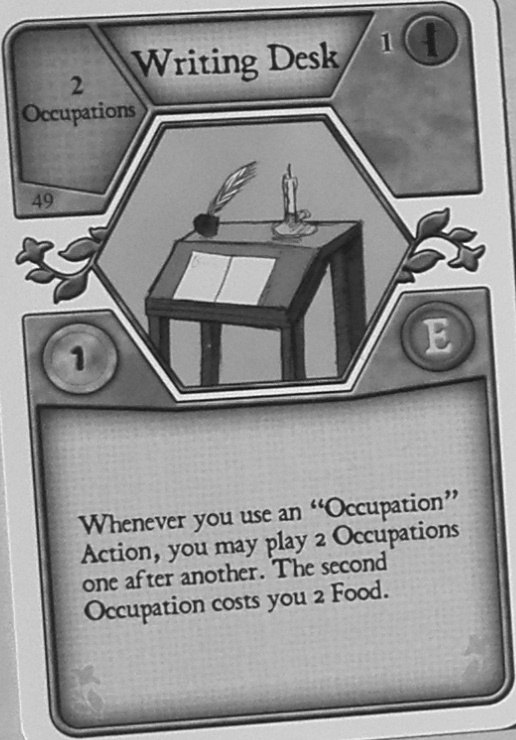 Writing Desk
1
2
Occupations
49
1
E
Whenever you use an “Occupation”
Action, you may play 2 Occupations
one after another. The second
Occupation costs you 2 Food.